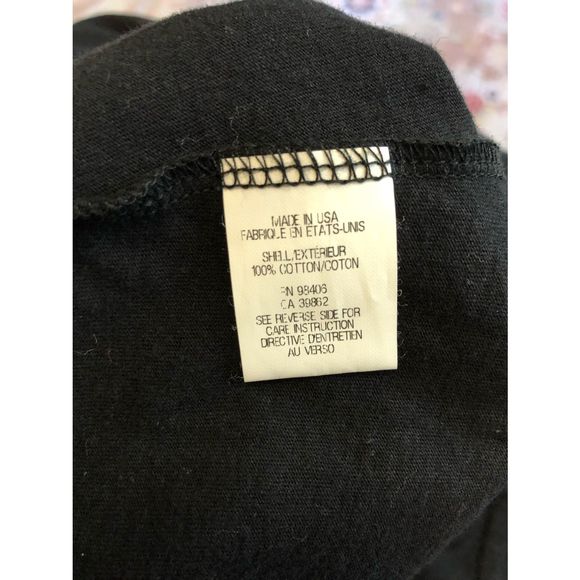 MADE IN USA
FABRIQUE EN ETATS-UNIS
SHELL/EXTÉRIEUR
100% COTTON/COTON
RN 98406
CA 39862
SEE REVERSE SIDE FOR
CARE INSTRUCTION
DIRECTIVE D'ENTRETIEN
AU VERSO